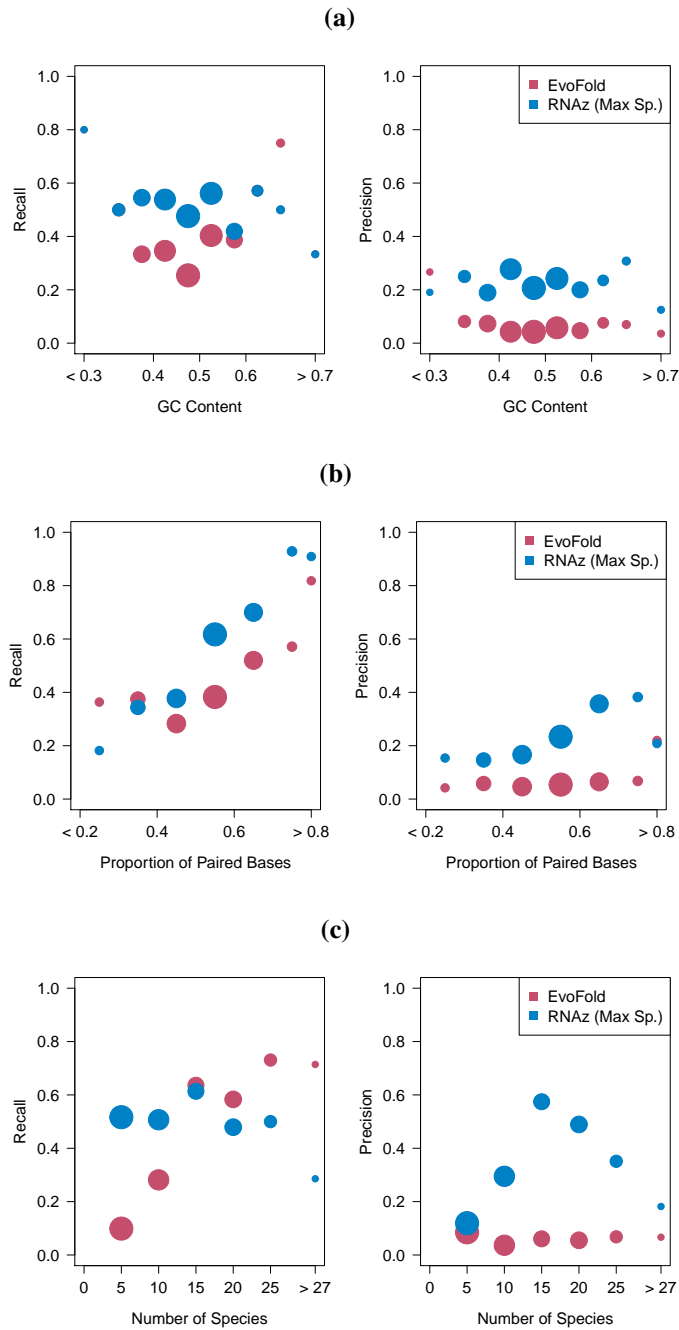 (a)
1.0
0.8
0.6
0.4
0.2
0.0
Recall
< 0.3 0.4 0.5 0.6 > 0.7
GC Content
1.0
0.8
0.6
0.4
0.2
0.0
Precision
EvoFold
RNAz (Max Sp.)
< 0.3 0.4 0.5 0.6 > 0.7
GC Content
(b)
1.0
0.8
0.6
0.4
0.2
0.0
Recall
< 0.2 0.4 0.6 > 0.8
Proportion of Paired Bases
1.0
0.8
0.6
0.4
0.2
0.0
Precision
EvoFold
RNAz (Max Sp.)
< 0.2 0.4 0.6 > 0.8
Proportion of Paired Bases
(c)
1.0
0.8
0.6
0.4
0.2
0.0
Recall
0 5 10 15 20 25 > 27
Number of Species
1.0
0.8
0.6
0.4
0.2
0.0
Precision
EvoFold
RNAz (Max Sp.)
0 5 10 15 20 25 > 27
Number of Species